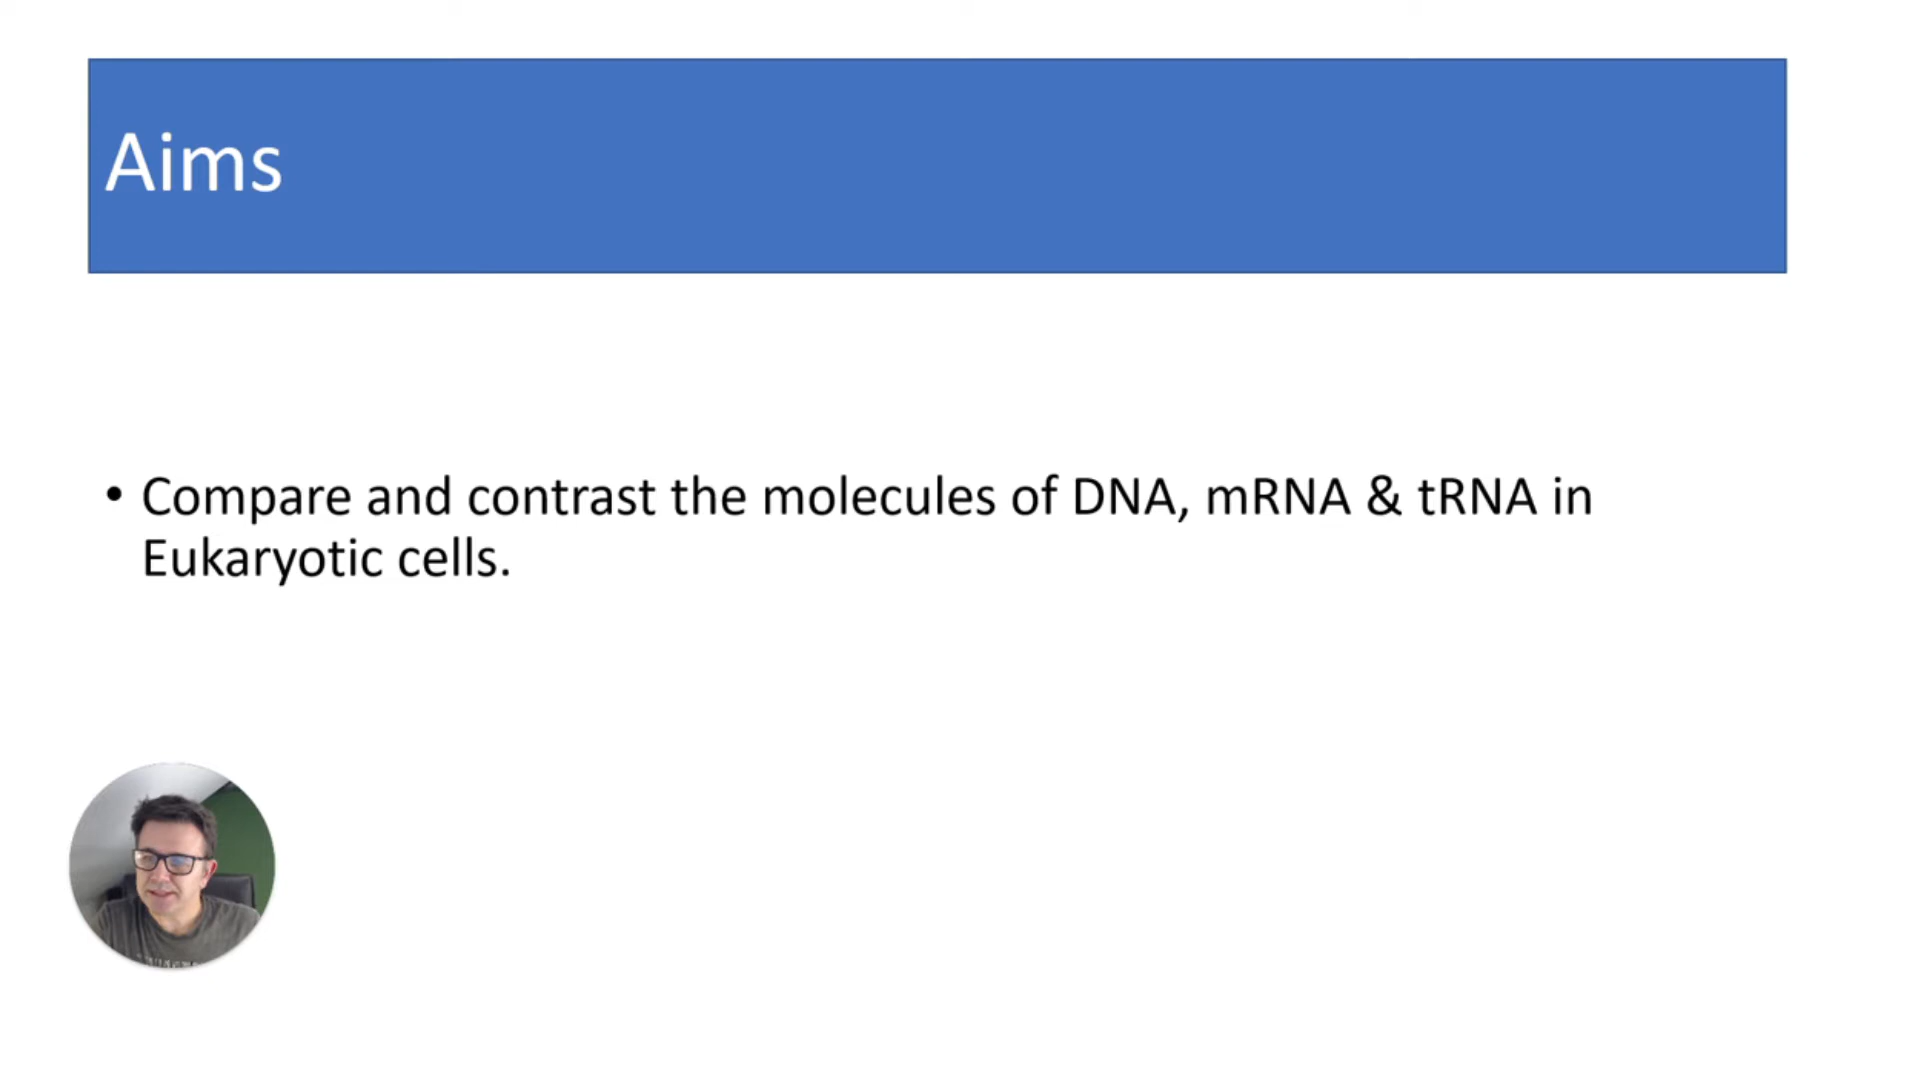 Aims
• Compare and contrast the molecules of DNA, mRNA & tRNA in
Eukaryotic cells.